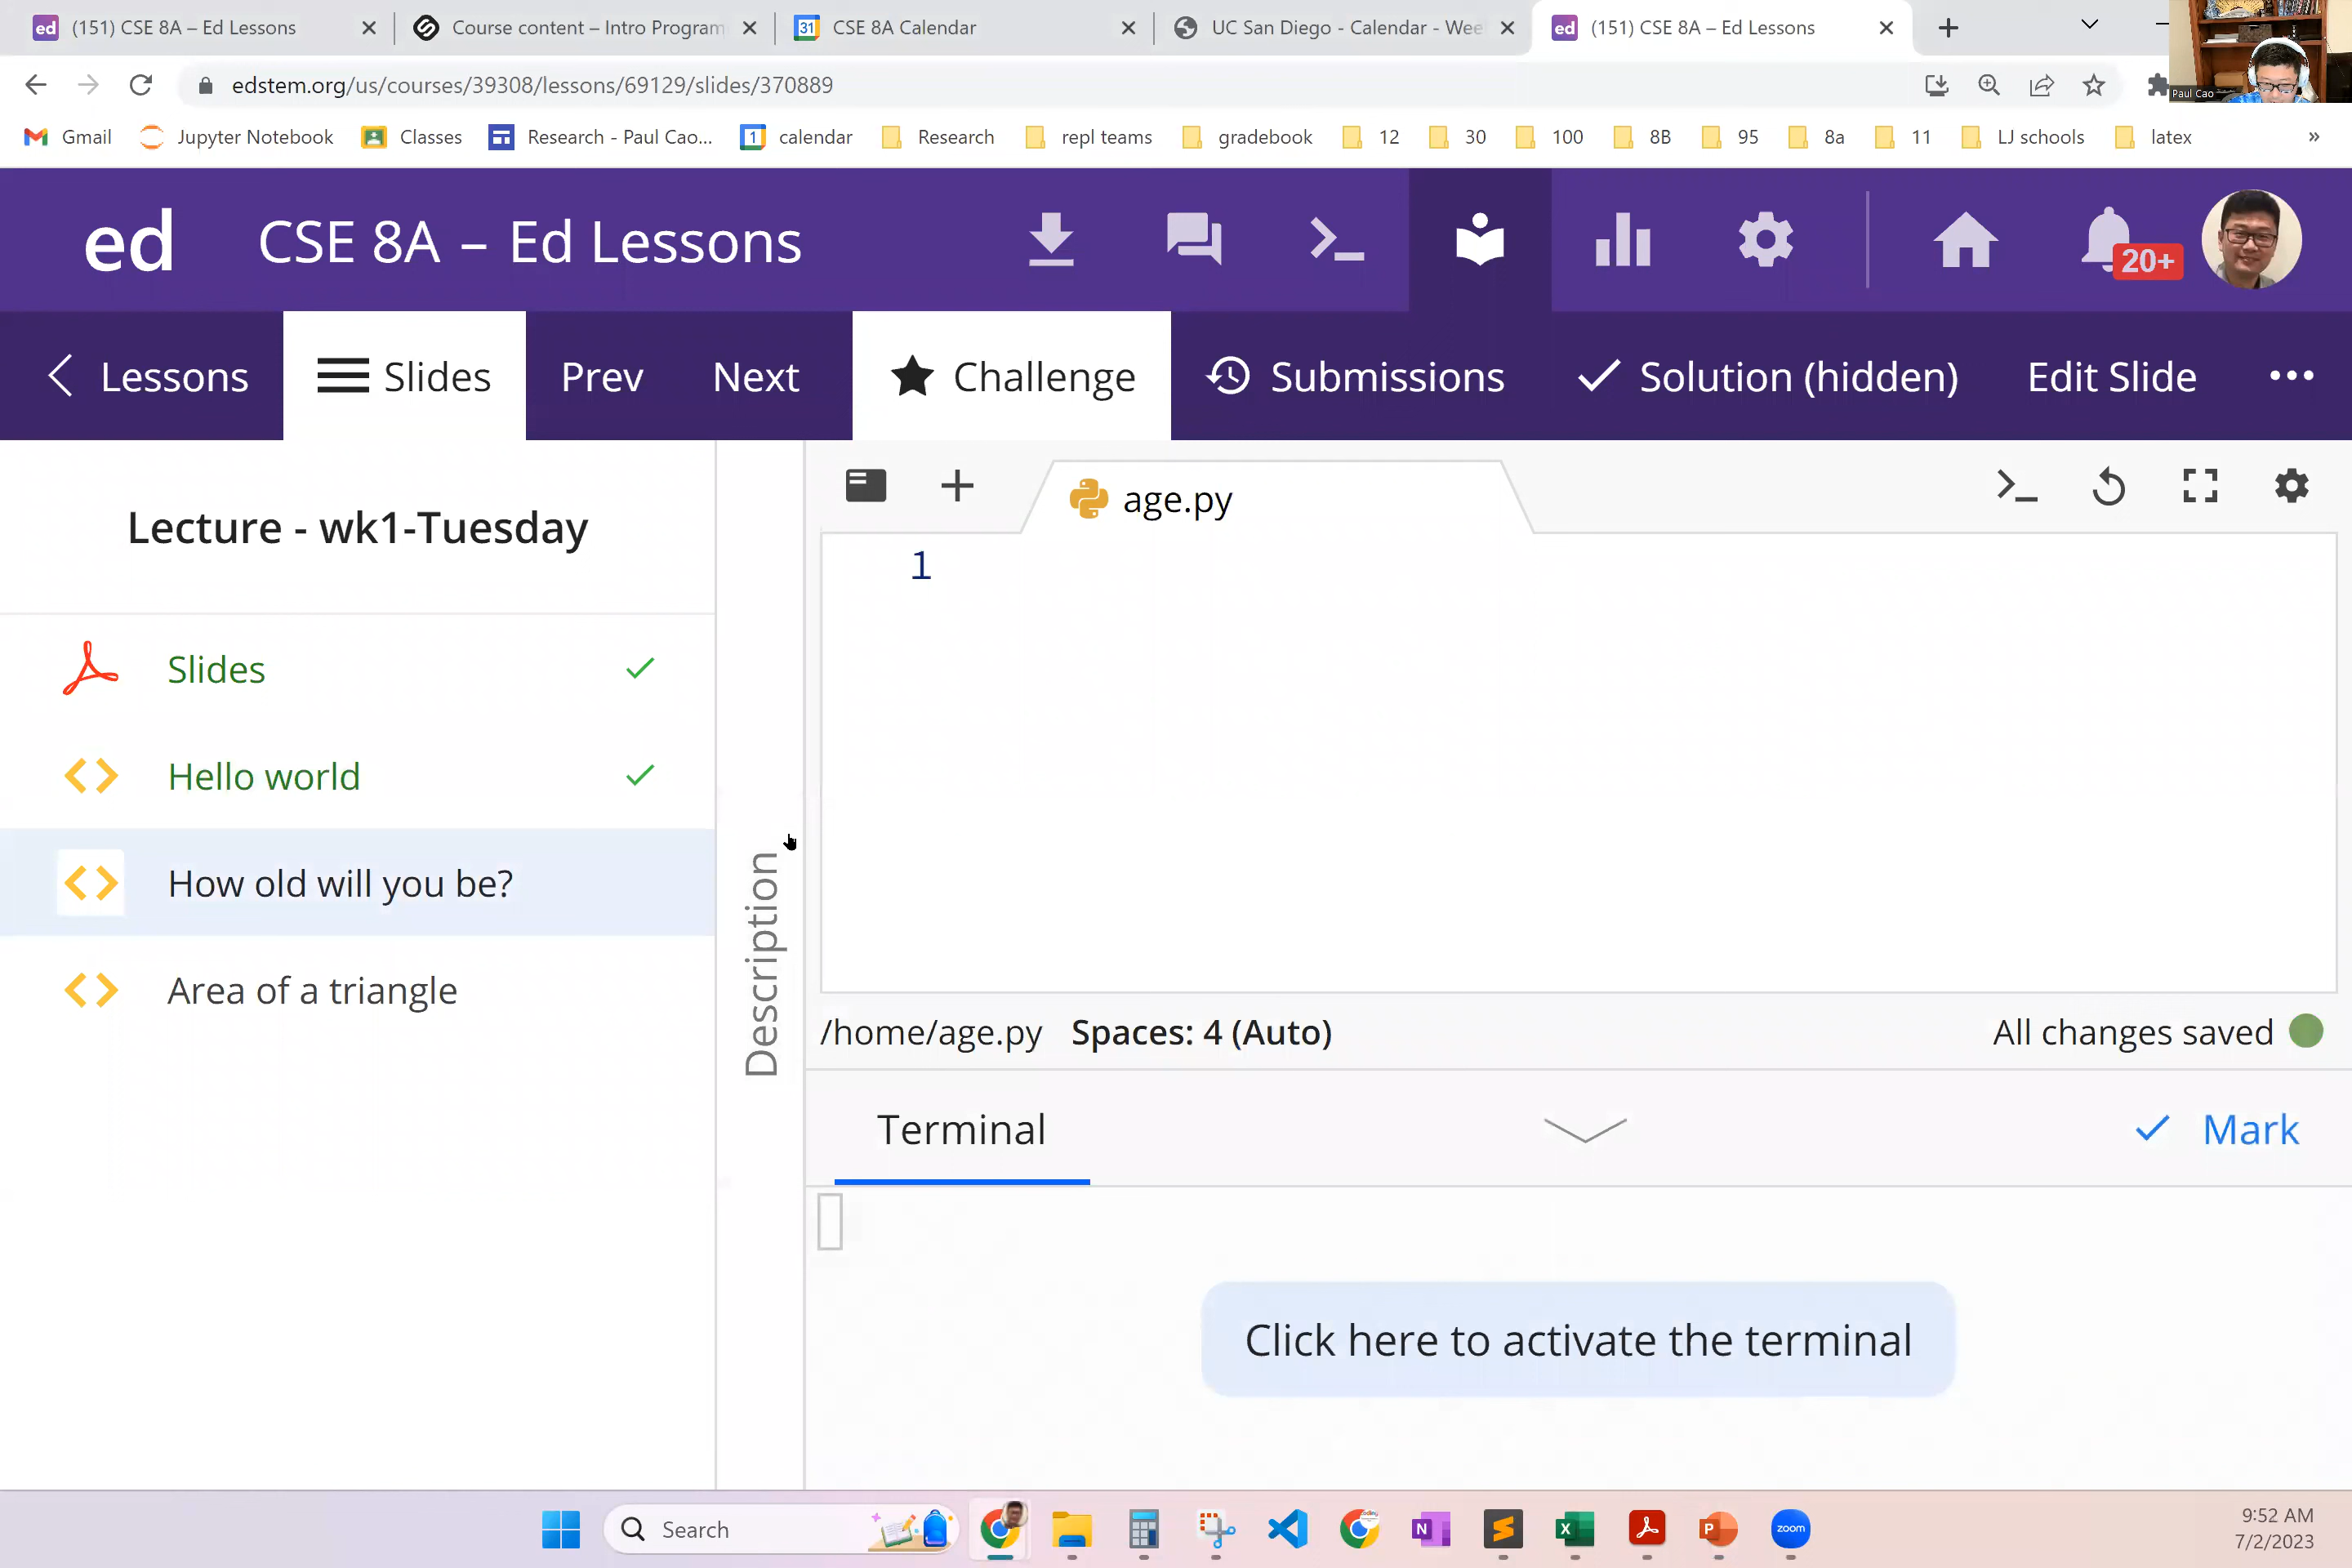 (151) CSE 8A – Ed Lessons
Course content – Intro Program
CSE 8A Calendar
UC San Diego - Calendar - Wee
(151) CSE 8A – Ed Lessons
edstem.org/us/courses/39308/lessons/69129/slides/370889
Paul Cao
Gmail
Jupyter Notebook
Classes
Research - Paul Cao...
calendar
Research
repl teams
gradebook
12
30
100
8B
95
8a
11
LJ schools
latex
»
ed
CSE 8A – Ed Lessons
20+
Lessons
Slides
Prev
Next
Challenge
Submissions
Solution (hidden)
Edit Slide
Lecture - wk1-Tuesday
Slides
Hello world
How old will you be?
Area of a triangle
Description
age.py
1
/home/age.py
Spaces: 4 (Auto)
All changes saved
Terminal
Mark
Click here to activate the terminal
Search
zoom
9:52 AM
7/2/2023